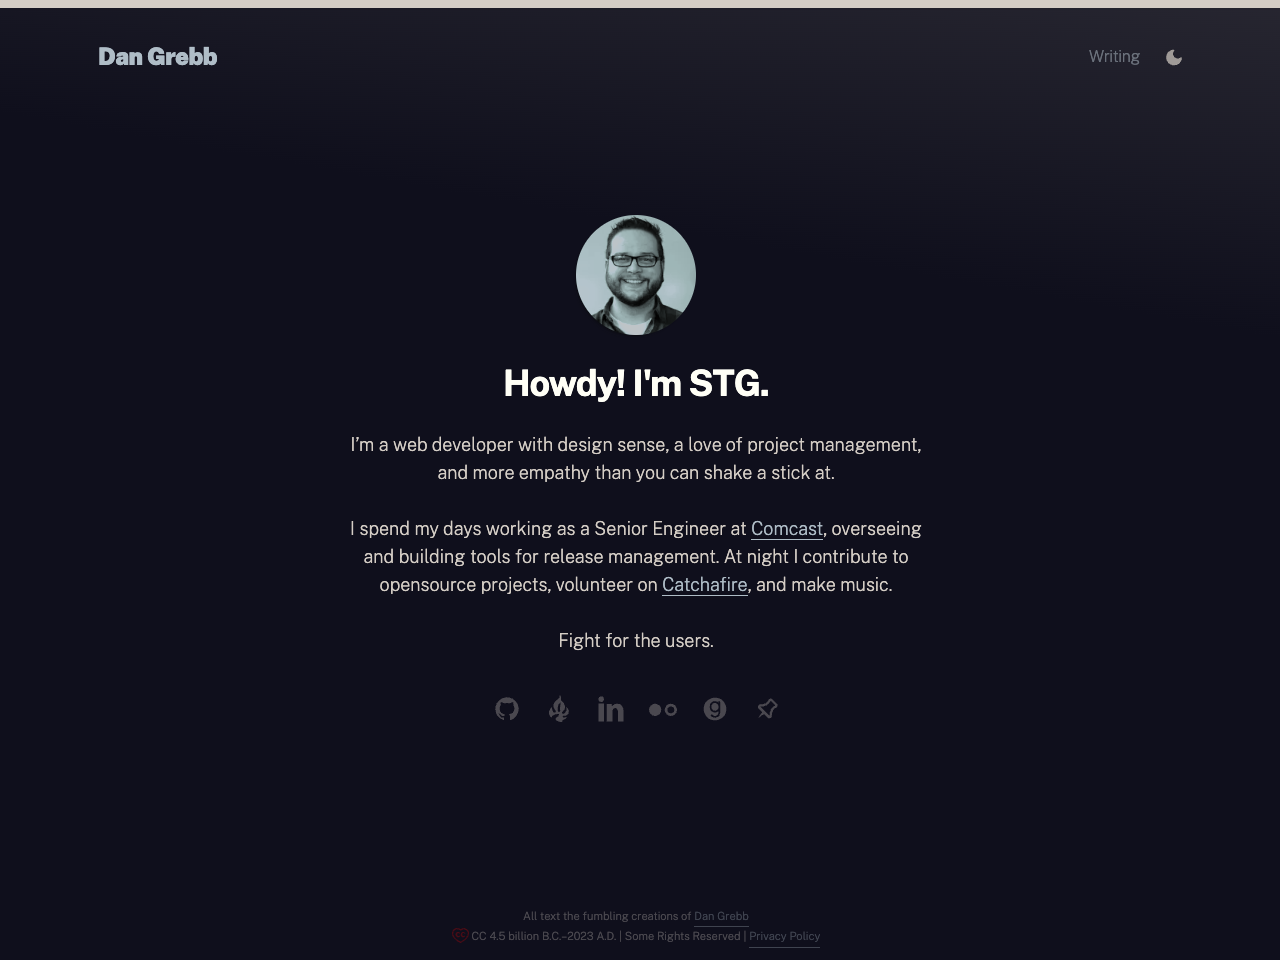 Dan Grebb
Writing
Howdy! I'm STG.
I’m a web developer with design sense, a love of project management,
and more empathy than you can shake a stick at.
I spend my days working as a Senior Engineer at Comcast, overseeing
and building tools for release management. At night I contribute to
opensource projects, volunteer on Catchafire, and make music.
Fight for the users.
All text the fumbling creations of Dan Grebb
CC 4.5 billion B.C.–2023 A.D. | Some Rights Reserved | Privacy Policy